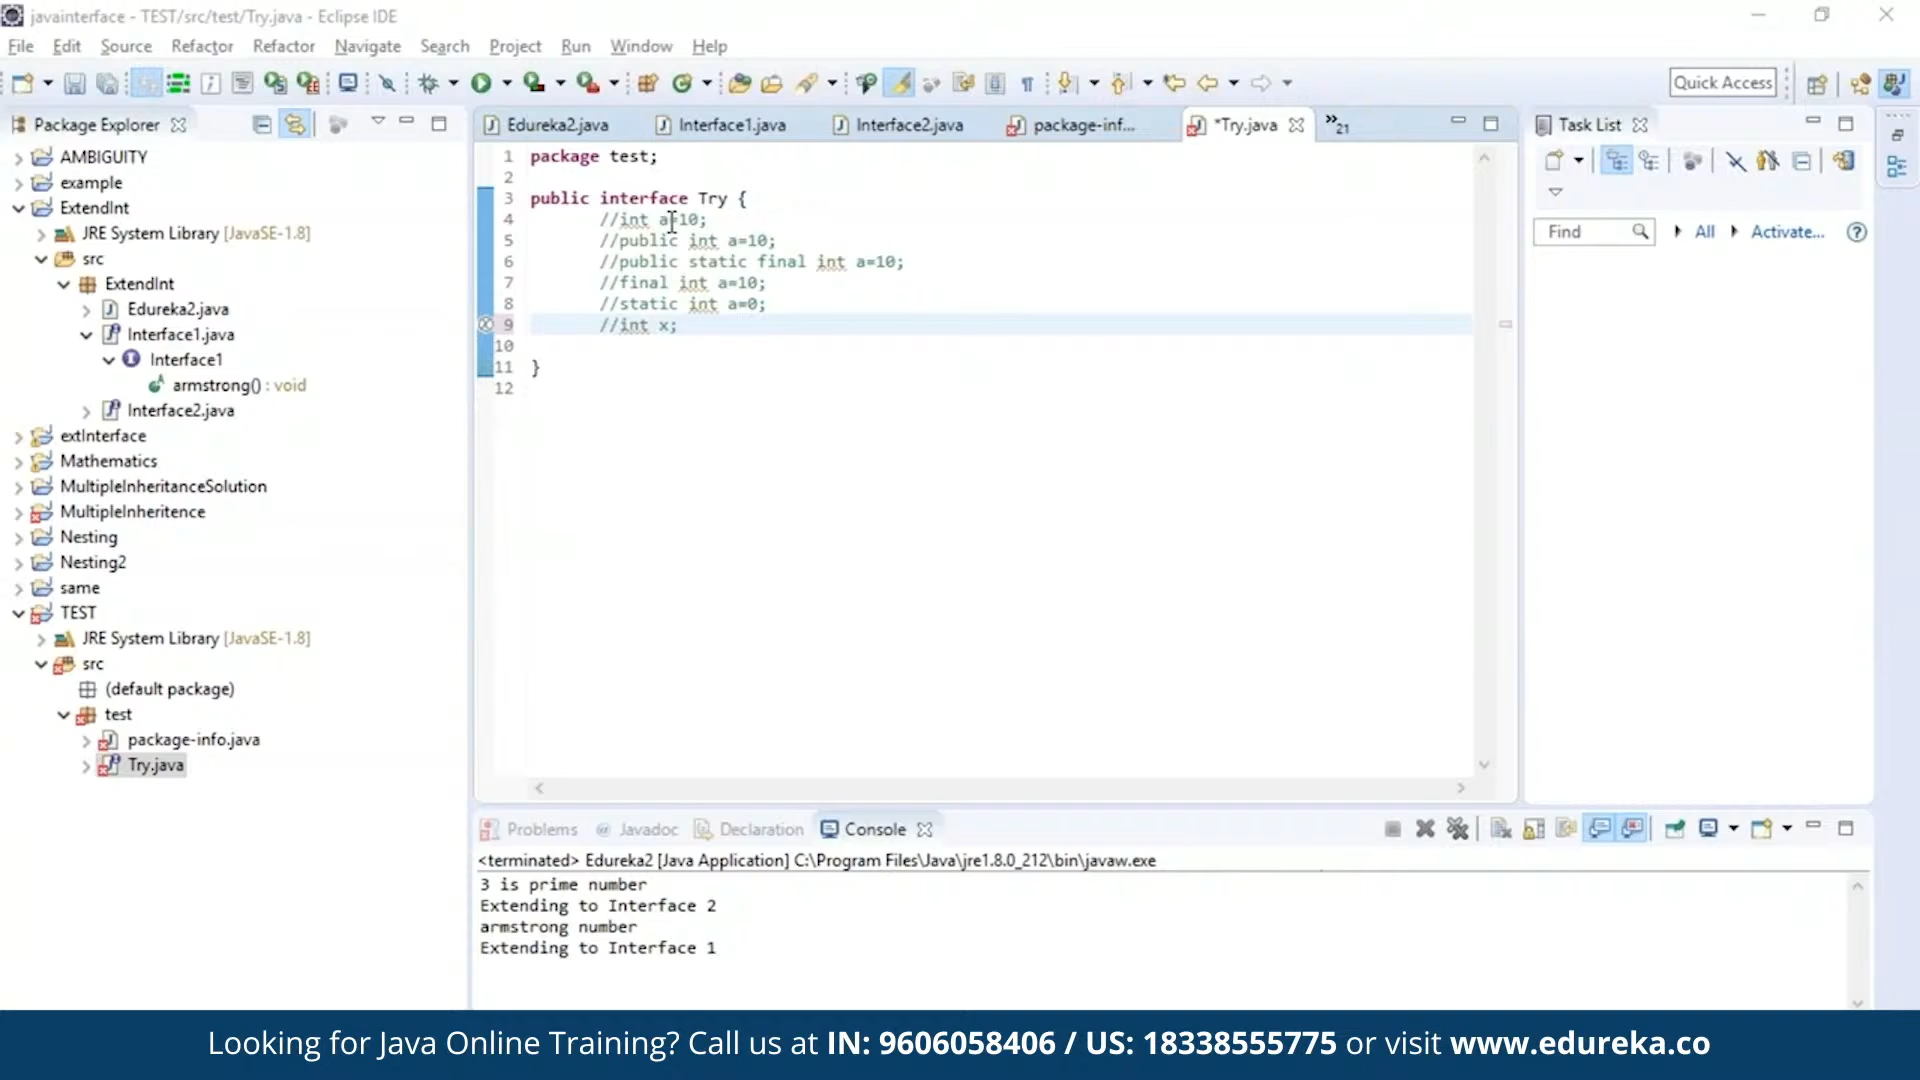 javainterface - TEST/src/test/Try.java - Eclipse IDE
File Edit Source Refactor Refactor Navigate Search Project Run Window Help
Quick Access
Package Explorer
AMBIGUITY
example
ExtendInt
JRE System Library [JavaSE-1.8]
src
ExtendInt
Edureka2.java
Interface1.java
Interface1
armstrong() : void
Interface2.java
extInterface
Mathematics
MultipleInheritanceSolution
MultipleInheritence
Nesting
Nesting2
same
TEST
JRE System Library [JavaSE-1.8]
src
(default package)
test
package-info.java
Try.java
Edureka2.java Interface1.java Interface2.java package-inf... *Try.java »21
1 package test;
2
3 public interface Try {
4 //int a=10;
5 //public int a=10;
6 //public static final int a=10;
7 //final int a=10;
8 //static int a=0;
9 //int x;
10
11 }
12
Task List
Find All Activate...
Problems @ Javadoc Declaration Console
<terminated> Edureka2 [Java Application] C:\Program Files\Java\jre1.8.0_212\bin\javaw.exe
3 is prime number
Extending to Interface 2
armstrong number
Extending to Interface 1
Looking for Java Online Training? Call us at IN: 9606058406 / US: 18338555775 or visit www.edureka.co